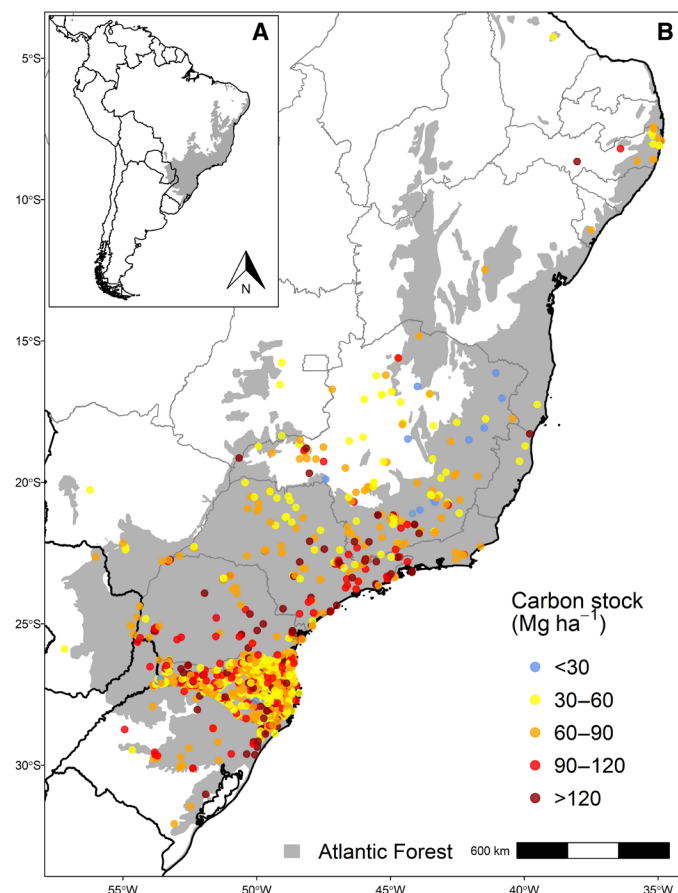 A
B
N
5°S
10°S
15°S
20°S
25°S
30°S
Carbon stock
(Mg ha⁻¹)
<30
30–60
60–90
90–120
>120
Atlantic Forest
600 km
55°W
50°W
45°W
40°W
35°W